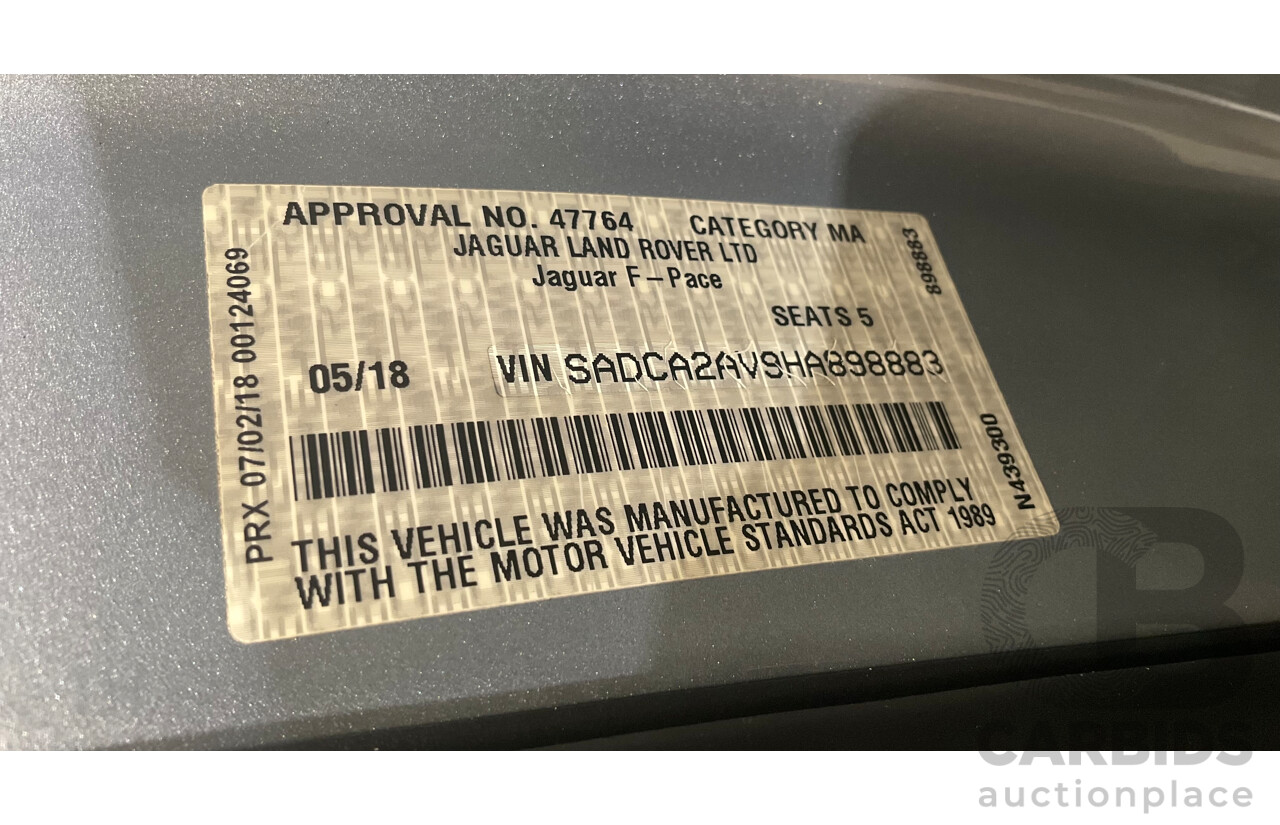 APPROVAL NO. 47764 CATEGORY MA
JAGUAR LAND ROVER LTD
Jaguar F-Pace
SEATS 5
05/18 VIN SADCA2AVSHA898883
THIS VEHICLE WAS MANUFACTURED TO COMPLY
WITH THE MOTOR VEHICLE STANDARDS ACT 1989
PRX 07/02/18 00124069
898883
N439300
CB
CARBIDS
auctionplace